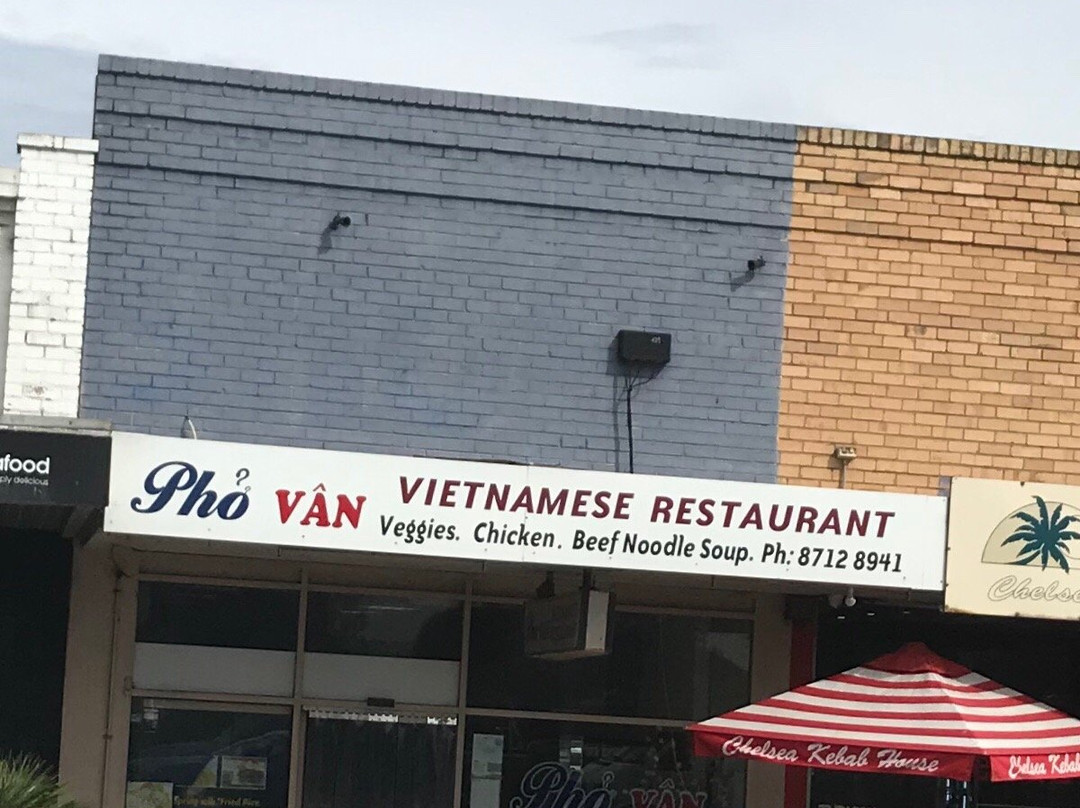 Phở VÂN
VIETNAMESE RESTAURANT
Veggies. Chicken. Beef Noodle Soup. Ph: 8712 8941
Chelsea Kebab House
Chelsea Kebab
Phở VÂN